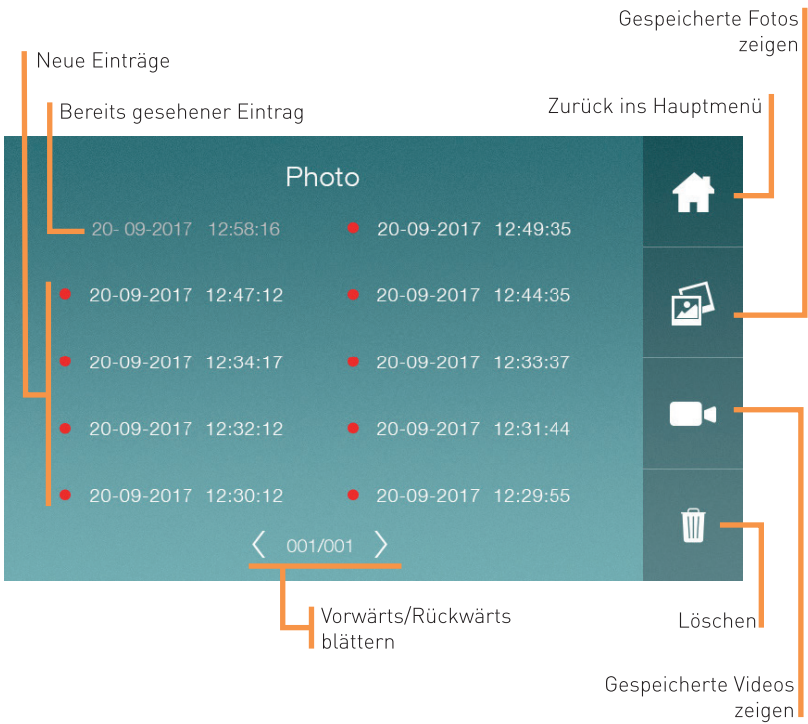 Gespeicherte Fotos
zeigen
Neue Einträge
Bereits gesehener Eintrag
Zurück ins Hauptmenü
Photo
20- 09-2017 12:58:16
20-09-2017 12:49:35
20-09-2017 12:47:12
20-09-2017 12:44:35
20-09-2017 12:34:17
20-09-2017 12:33:37
20-09-2017 12:32:12
20-09-2017 12:31:44
20-09-2017 12:30:12
20-09-2017 12:29:55
001/001
Vorwärts/Rückwärts
blättern
Löschen
Gespeicherte Videos
zeigen